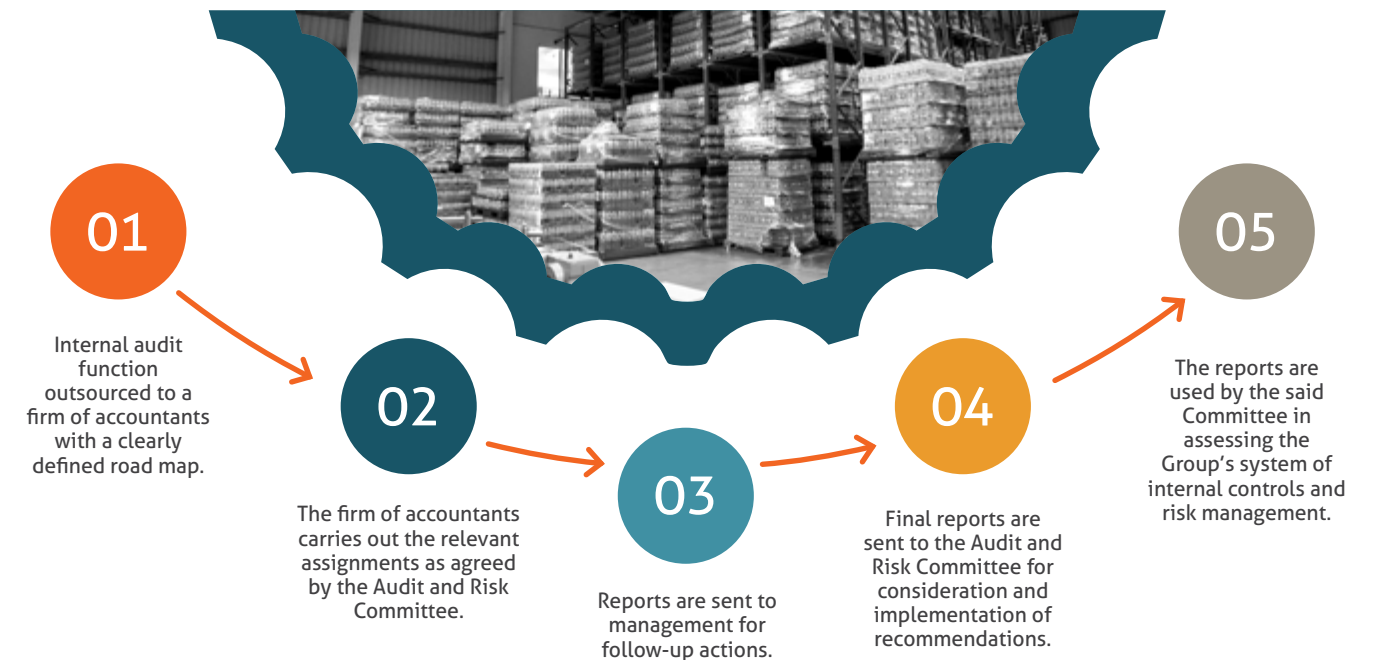 01
Internal audit
function
outsourced to a
firm of accountants
with a clearly
defined road map.
02
The firm of accountants
carries out the relevant
assignments as agreed
by the Audit and Risk
Committee.
03
Reports are sent to
management for
follow-up actions.
04
Final reports are
sent to the Audit and
Risk Committee for
consideration and
implementation of
recommendations.
05
The reports are
used by the said
Committee in
assessing the
Group’s system of
internal controls and
risk management.